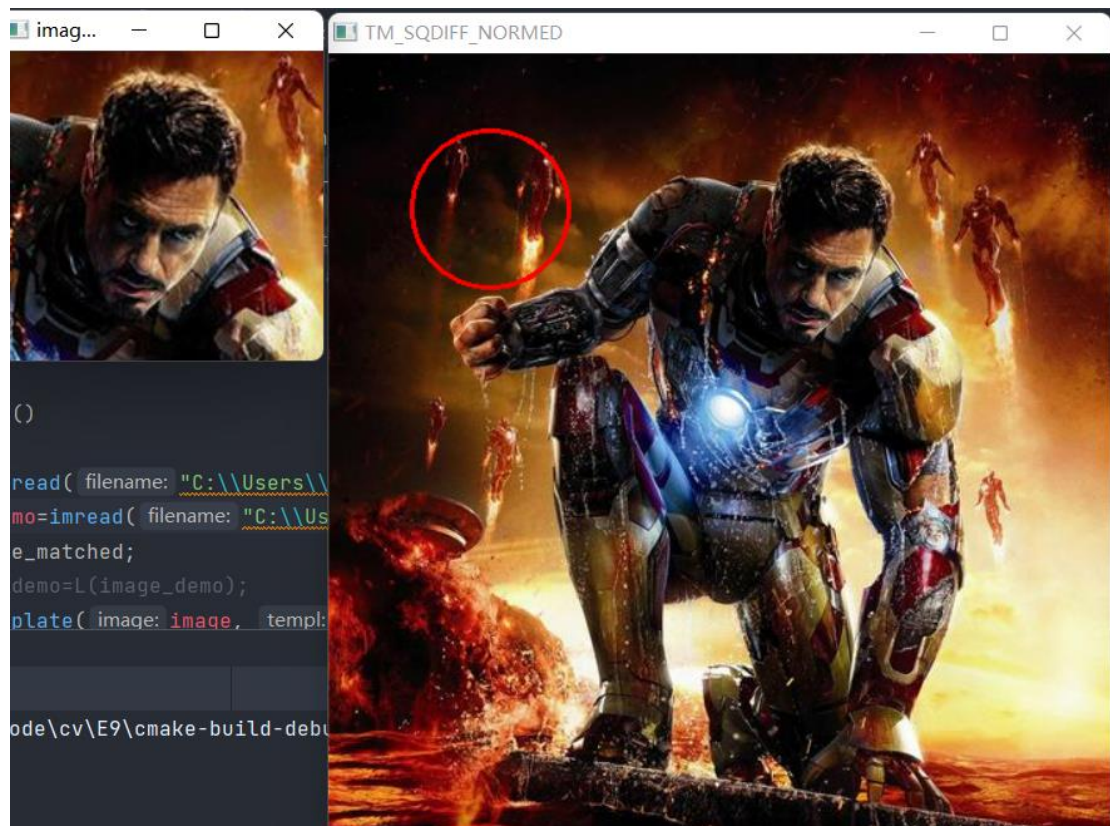 imag...
TM_SQDIFF_NORMED
()
read( filename: "C:\\Users\\
mo=imread( filename: "C:\\Us
e_matched;
demo=L(image_demo);
plate( image: image, templ:
ode\cv\E9\cmake-build-debu